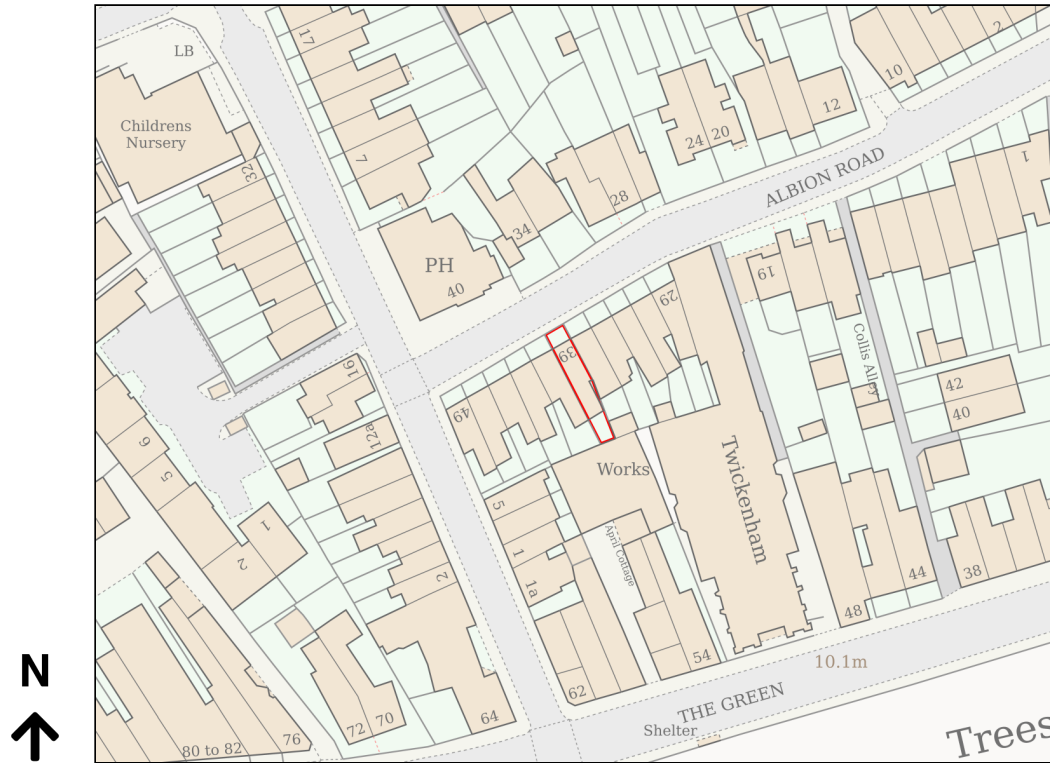 LB
17
2
10
Childrens
Nursery
24
20
12
7
32
28
ALBION ROAD
1
34
PH
40
19
29
39
Collis Alley
16
49
42
40
12a
6
5
Works
Twickenham
5
1
1
April Cottage
2
1a
2
44
38
48
54
10.1m
62
THE GREEN
64
72
70
76
80 to 82
Shelter
Trees
N